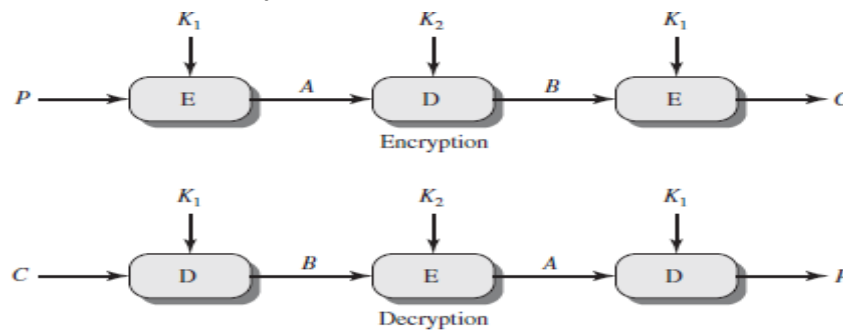 K₁ K₂ K₁
P E A D B E C
Encryption
K₁ K₂ K₁
C D B E A D P
Decryption